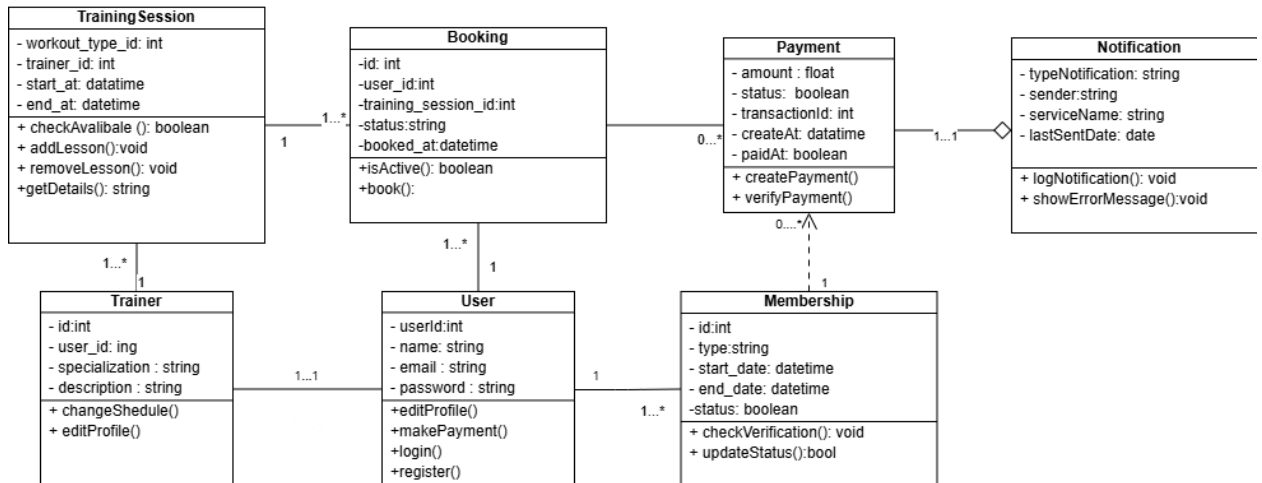 TrainingSession
- workout_type_id: int
- trainer_id: int
- start_at: datatime
- end_at: datetime
+ checkAvalibale (): boolean
+ addLesson():void
+ removeLesson(): void
+getDetails(): string
1
1...*
Booking
-id: int
-user_id:int
-training_session_id:int
-status:string
-booked_at:datetime
+isActive(): boolean
+book():
0...*
Payment
- amount : float
- status: boolean
- transactionId: int
- createAt: datatime
- paidAt: boolean
+ createPayment()
+ verifyPayment()
1...1
Notification
- typeNotification: string
- sender:string
- serviceName: string
- lastSentDate: date
+ logNotification(): void
+ showErrorMessage():void
1...*
1
1...*
1
0....*
1
Trainer
- id:int
- user_id: ing
- specialization : string
- description : string
+ changeShedule()
+ editProfile()
1...1
User
- userId:int
- name: string
- email : string
- password : string
+editProfile()
+makePayment()
+login()
+register()
1
1...*
Membership
- id:int
- type:string
- start_date: datetime
- end_date: datetime
-status: boolean
+ checkVerification(): void
+ updateStatus():bool